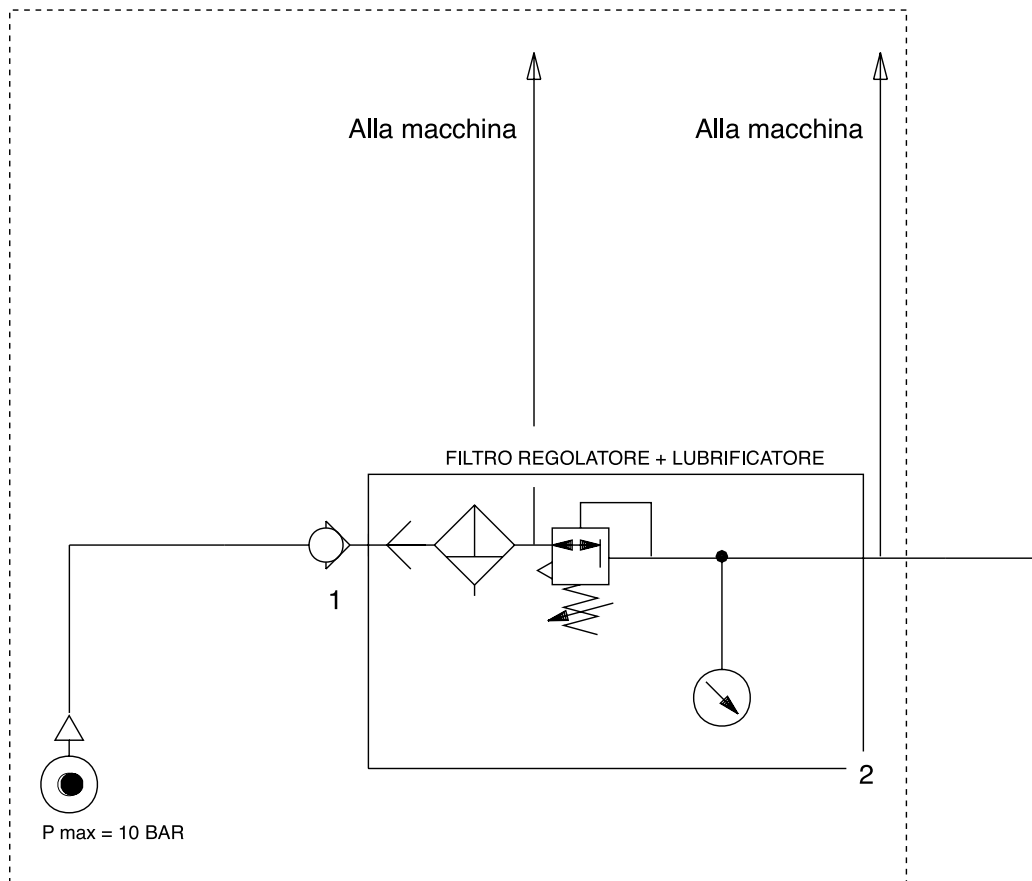 Alla macchina
Alla macchina
FILTRO REGOLATORE + LUBRIFICATORE
1
2
P max = 10 BAR